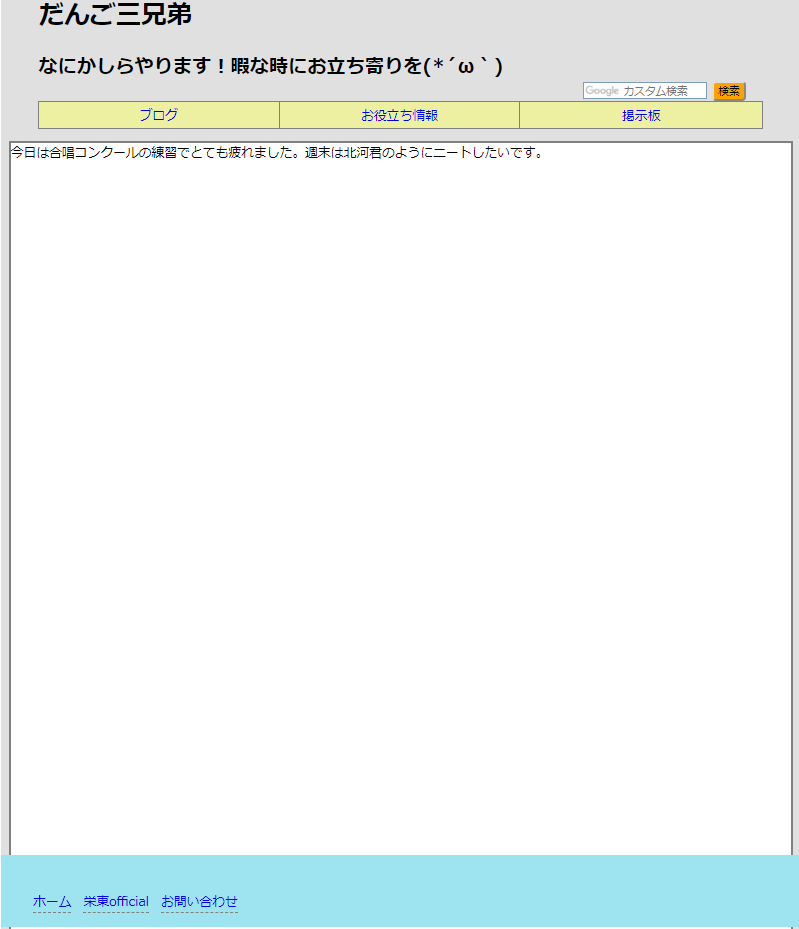 だんご三兄弟
なにかしらやります！暇な時にお立ち寄りを(*´ω｀)
Google カスタム検索 検索
ブログ お役立ち情報 掲示板
今日は合唱コンクールの練習でとても疲れました。週末は北河君のようにニートしたいです。
ホーム 栄東official お問い合わせ